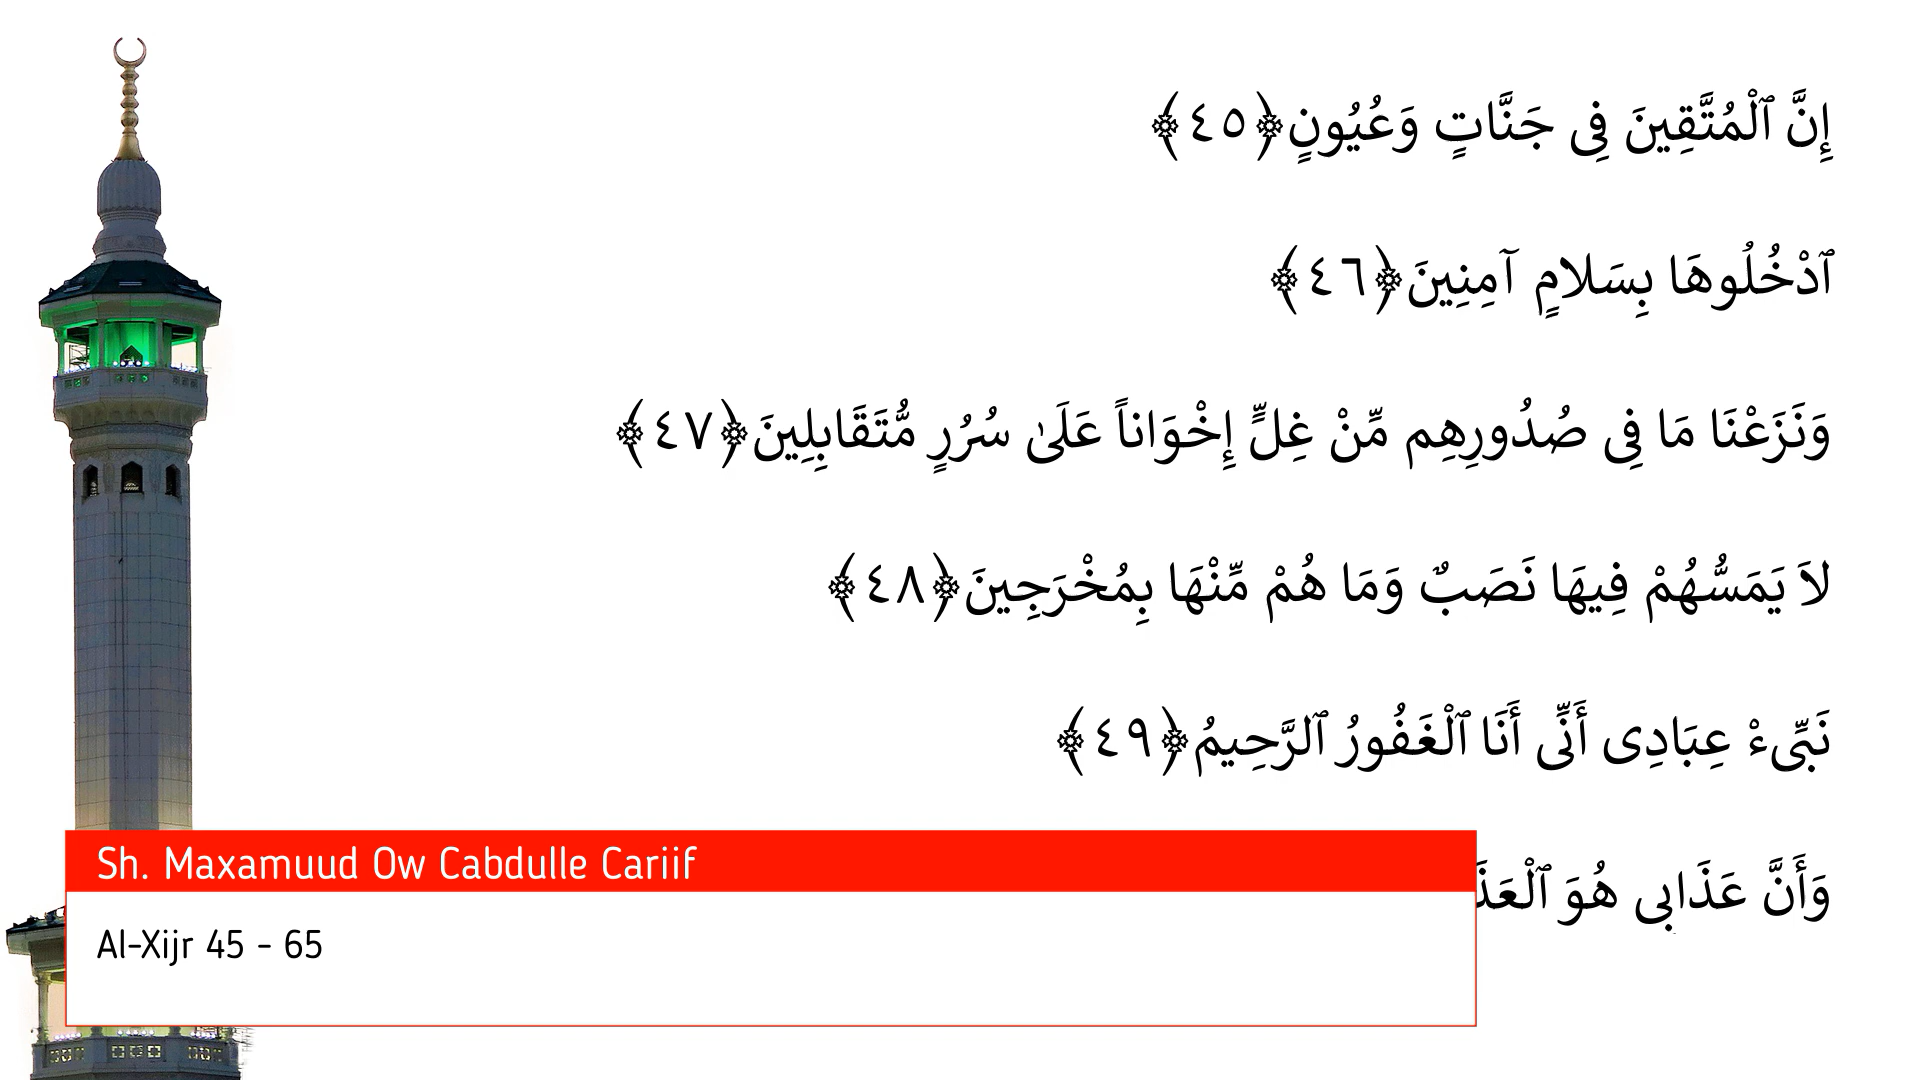 إِنَّ ٱلْمُتَّقِينَ فِى جَنَّاتٍ وَعُيُونٍ﴿٤٥﴾
ٱدْخُلُوهَا بِسَلامٍ آمِنِينَ﴿٤٦﴾
وَنَزَعْنَا مَا فِى صُدُورِهِم مِّنْ غِلٍّ إِخْوَاناً عَلَىٰ سُرُرٍ مُّتَقَابِلِينَ﴿٤٧﴾
لاَ يَمَسُّهُمْ فِيهَا نَصَبٌ وَمَا هُمْ مِّنْهَا بِمُخْرَجِينَ﴿٤٨﴾
نَبِّىءْ عِبَادِى أَنِّى أَنَا ٱلْغَفُورُ ٱلرَّحِيمُ﴿٤٩﴾
وَأَنَّ عَذَابِى هُوَ
Sh. Maxamuud Ow Cabdulle Cariif
Al-Xijr 45 - 65